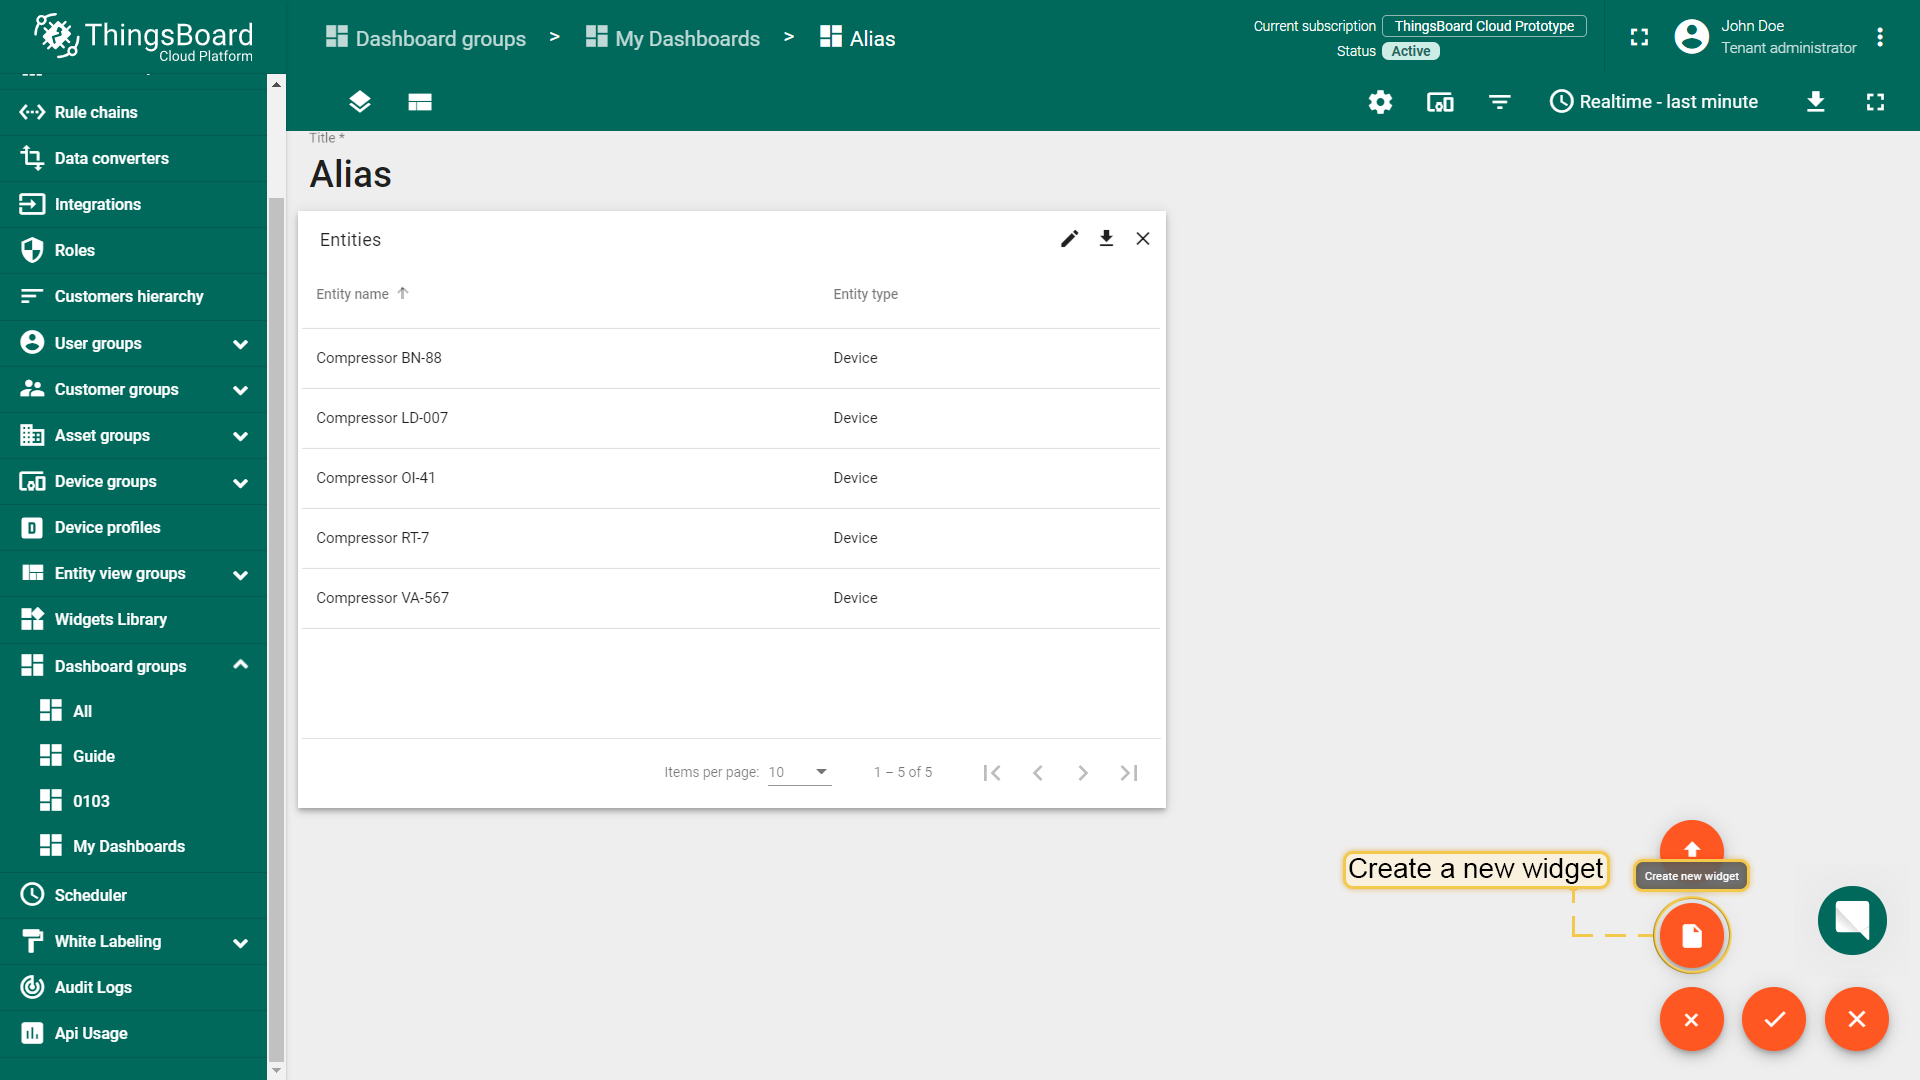 ThingsBoard
Cloud Platform
Dashboard groups > My Dashboards > Alias
Current subscription ThingsBoard Cloud Prototype
Status Active
John Doe
Tenant administrator
Realtime - last minute
Rule chains
Data converters
Integrations
Roles
Customers hierarchy
User groups
Customer groups
Asset groups
Device groups
Device profiles
Entity view groups
Widgets Library
Dashboard groups
All
Guide
0103
My Dashboards
Scheduler
White Labeling
Audit Logs
Api Usage
Title *
Alias
Entities
Entity name Entity type
Compressor BN-88 Device
Compressor LD-007 Device
Compressor OI-41 Device
Compressor RT-7 Device
Compressor VA-567 Device
Items per page: 10 1 – 5 of 5
Create a new widget
Create new widget